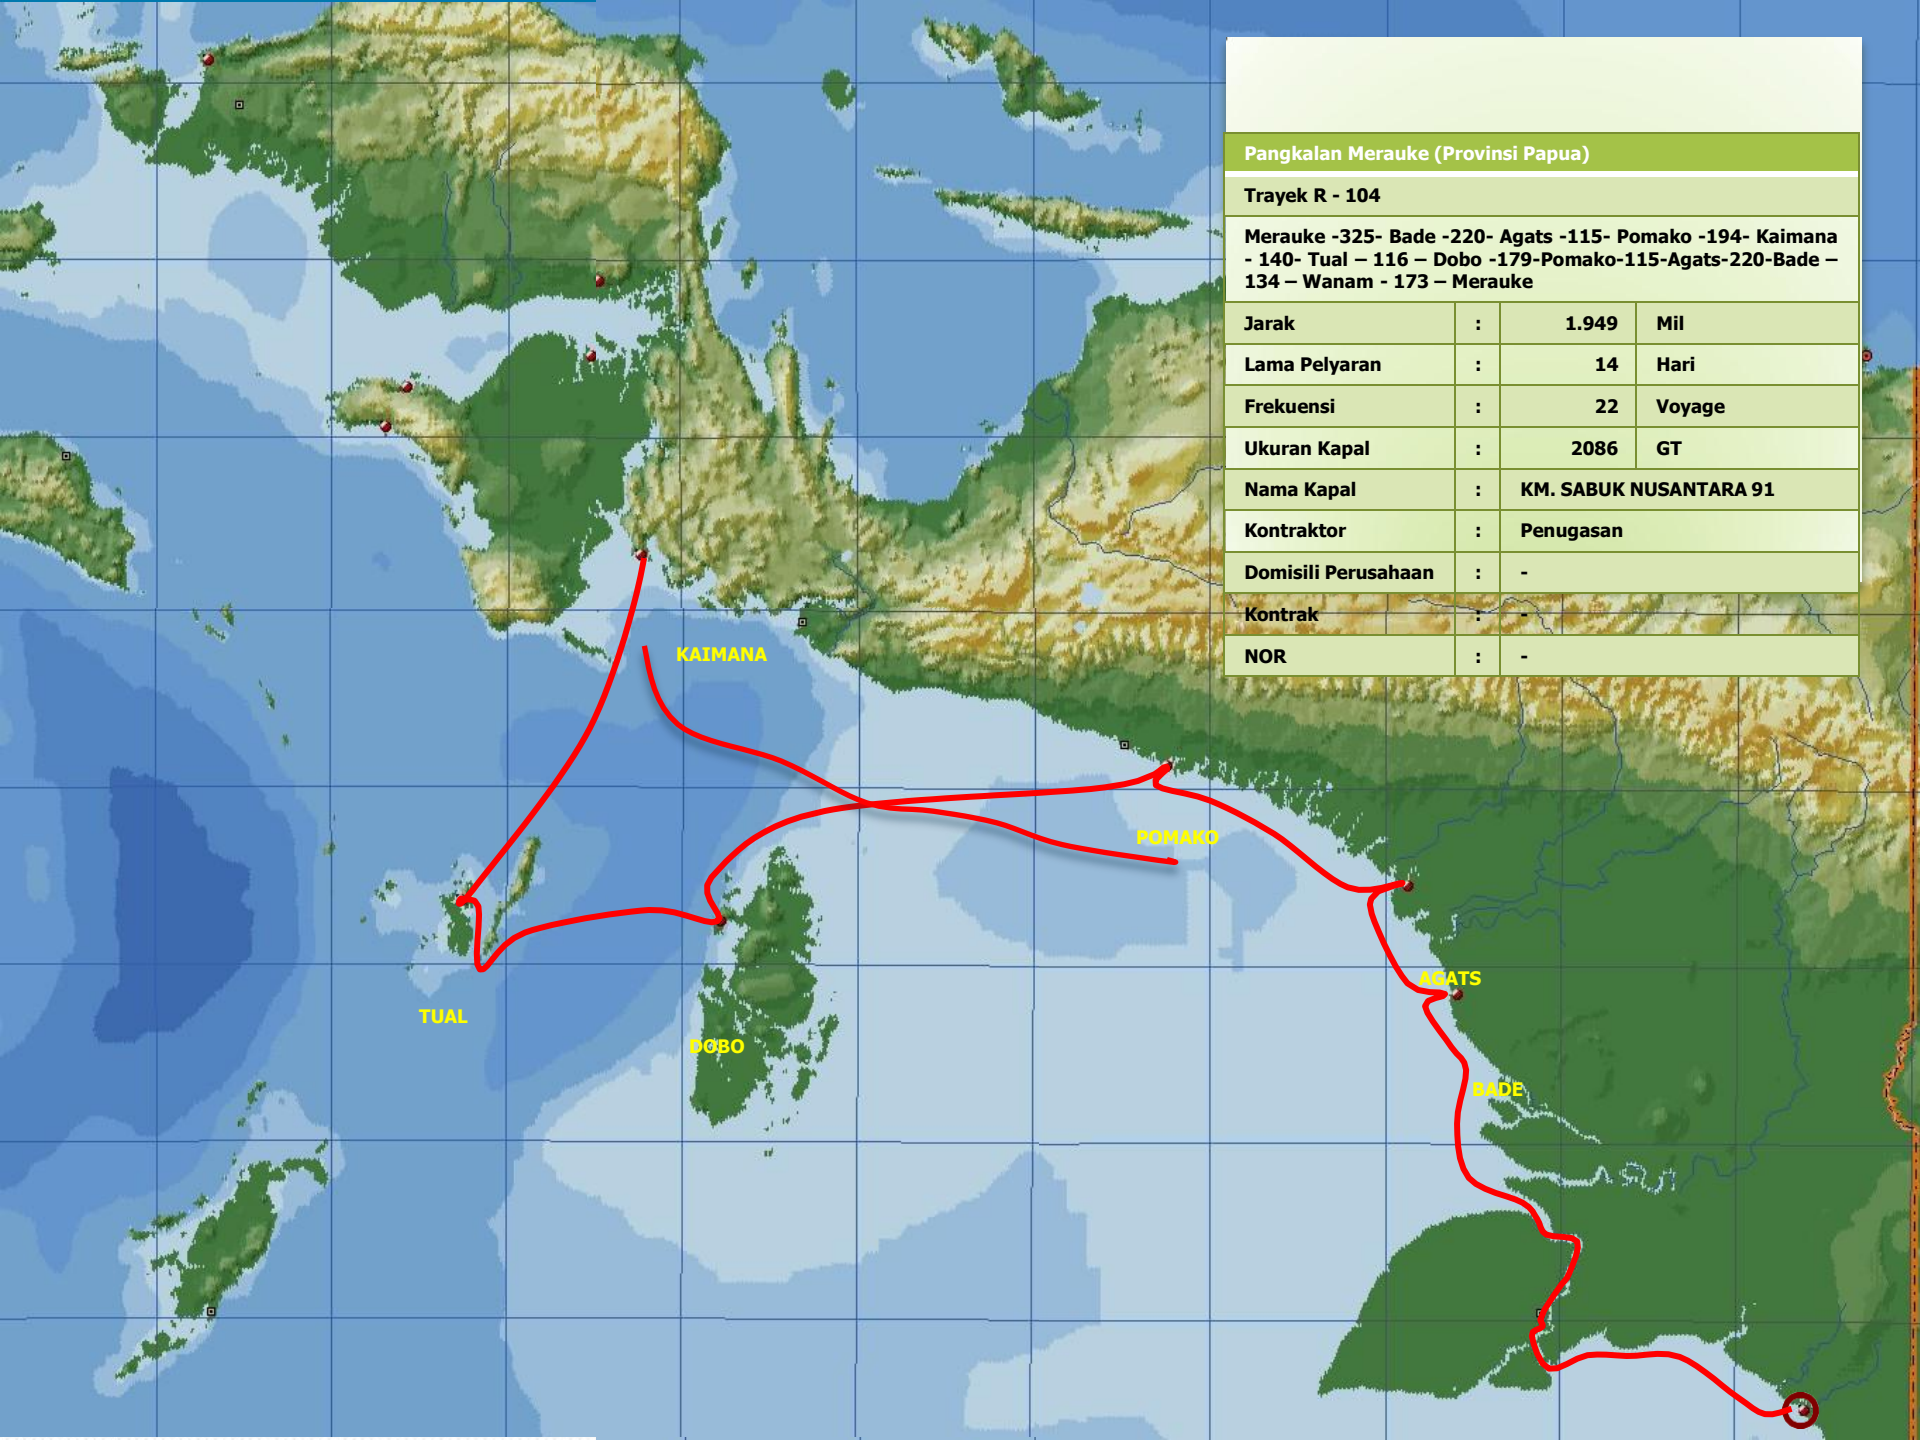 Pangkalan Merauke (Provinsi Papua)
Trayek R - 104
Merauke -325- Bade -220- Agats -115- Pomako -194- Kaimana
- 140- Tual – 116 – Dobo -179-Pomako-115-Agats-220-Bade –
134 – Wanam - 173 – Merauke
Jarak : 1.949 Mil
Lama Pelyaran : 14 Hari
Frekuensi : 22 Voyage
Ukuran Kapal : 2086 GT
Nama Kapal : KM. SABUK NUSANTARA 91
Kontraktor : Penugasan
Domisili Perusahaan : -
Kontrak : -
NOR : -
KAIMANA
POMAKO
AGATS
TUAL
DOBO
BADE